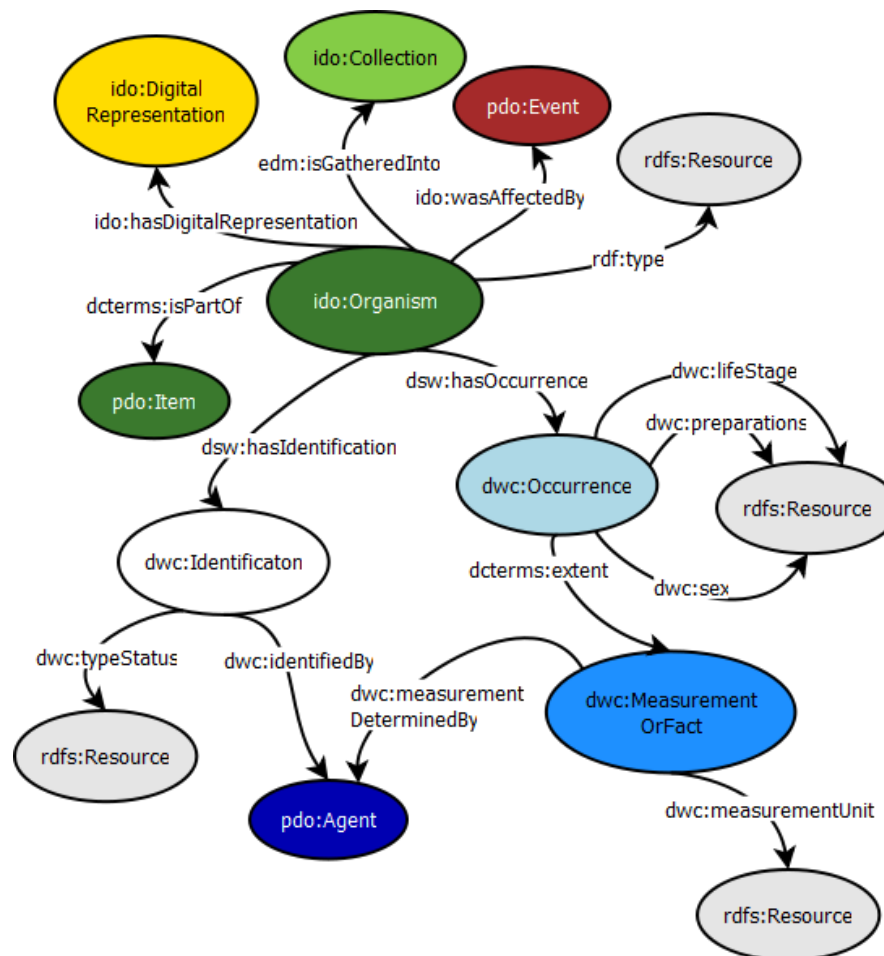 ido:Collection
ido:Digital
Representation
pdo:Event
rdfs:Resource
edm:isGatheredInto
ido:wasAffectedBy
ido:hasDigitalRepresentation
rdf:type
ido:Organism
dcterms:isPartOf
pdo:Item
dsw:hasOccurrence
dwc:lifeStage
dwc:preparations
dsw:hasIdentification
dwc:Occurrence
rdfs:Resource
dwc:Identificaton
dcterms:extent
dwc:sex
dwc:typeStatus
dwc:identifiedBy
dwc:measurement
DeterminedBy
dwc:Measurement
OrFact
rdfs:Resource
pdo:Agent
dwc:measurementUnit
rdfs:Resource